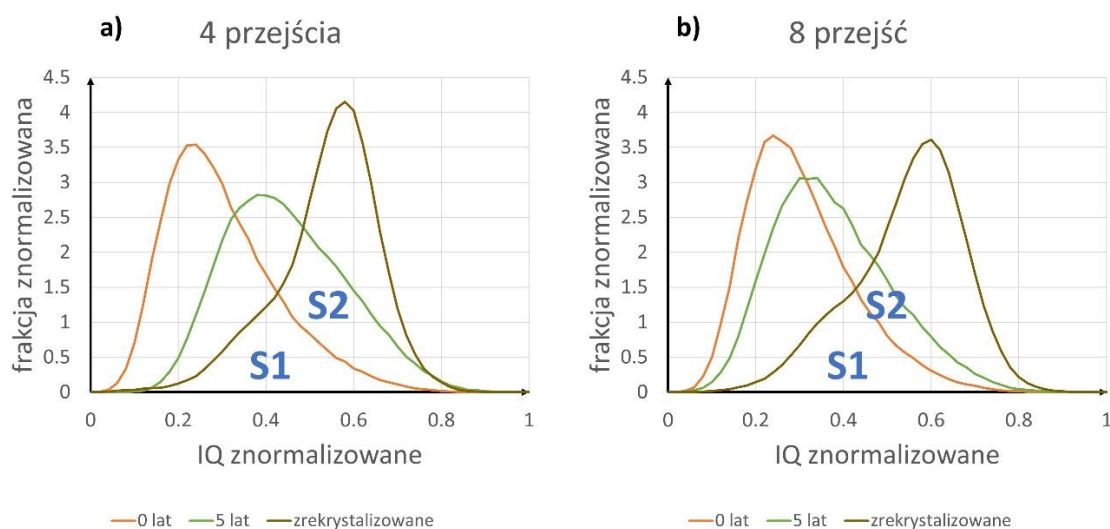 a)
4 przejścia
frakcja znormalizowana
4.5
4
3.5
3
2.5
2
1.5
1
0.5
0
S2
S1
0 0.2 0.4 0.6 0.8 1
IQ znormalizowane
0 lat 5 lat zrekrystalizowane
b)
8 przejść
frakcja znormalizowana
4.5
4
3.5
3
2.5
2
1.5
1
0.5
0
S2
S1
0 0.2 0.4 0.6 0.8 1
IQ znormalizowane
0 lat 5 lat zrekrystalizowane